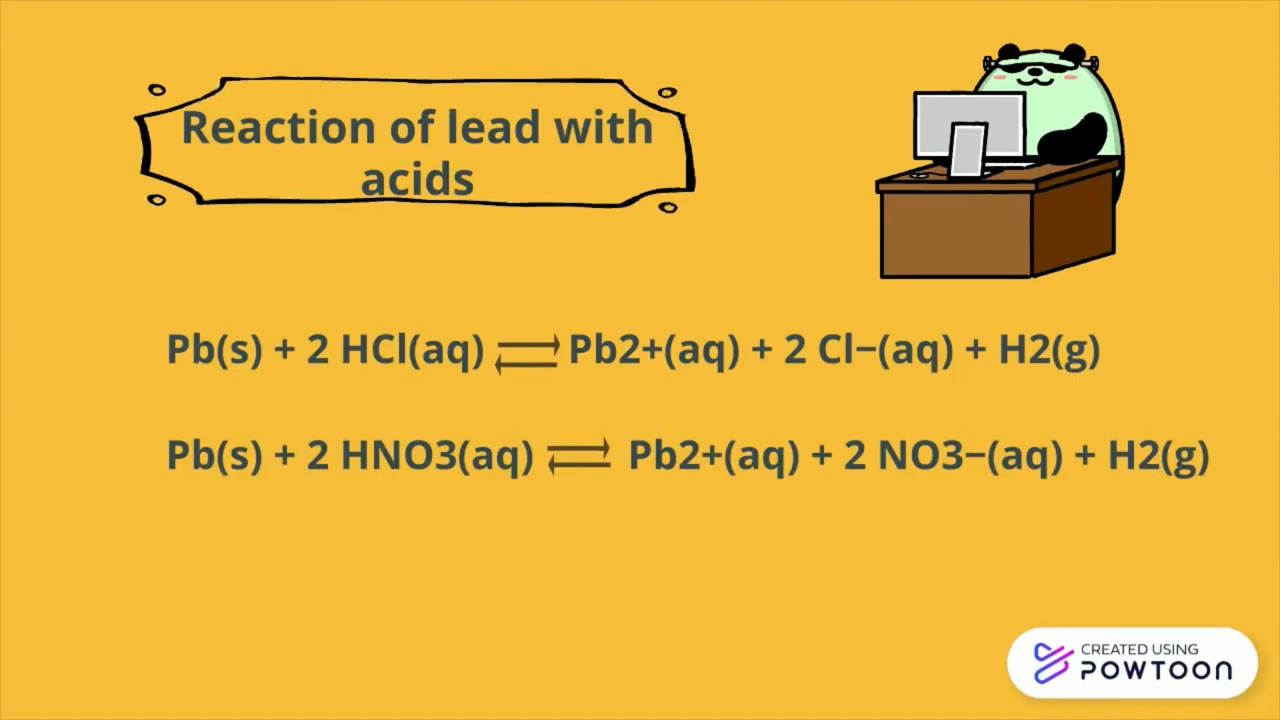 Reaction of lead with
acids
Pb(s) + 2 HCl(aq) ⇌ Pb2+(aq) + 2 Cl−(aq) + H2(g)
Pb(s) + 2 HNO3(aq) ⇌ Pb2+(aq) + 2 NO3−(aq) + H2(g)
CREATED USING
POWTOON